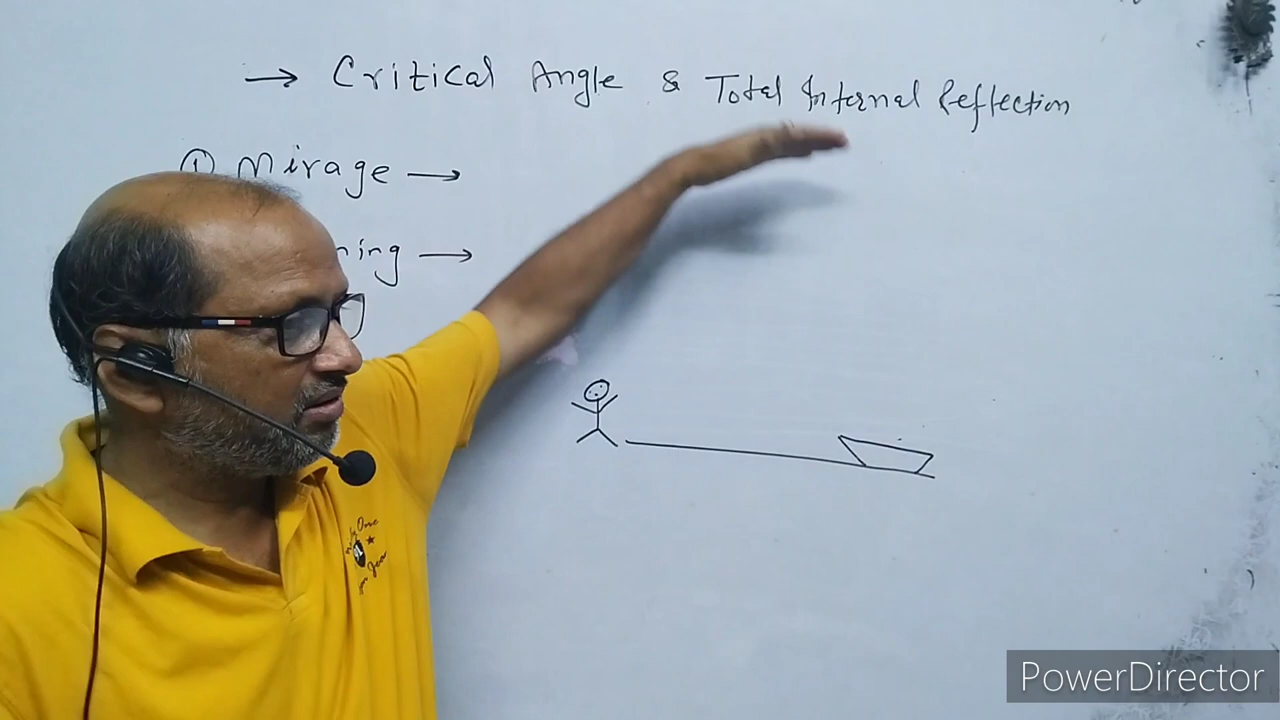 → Critical Angle & Total Internal Reflection
① Mirage →
ning →
PowerDirector